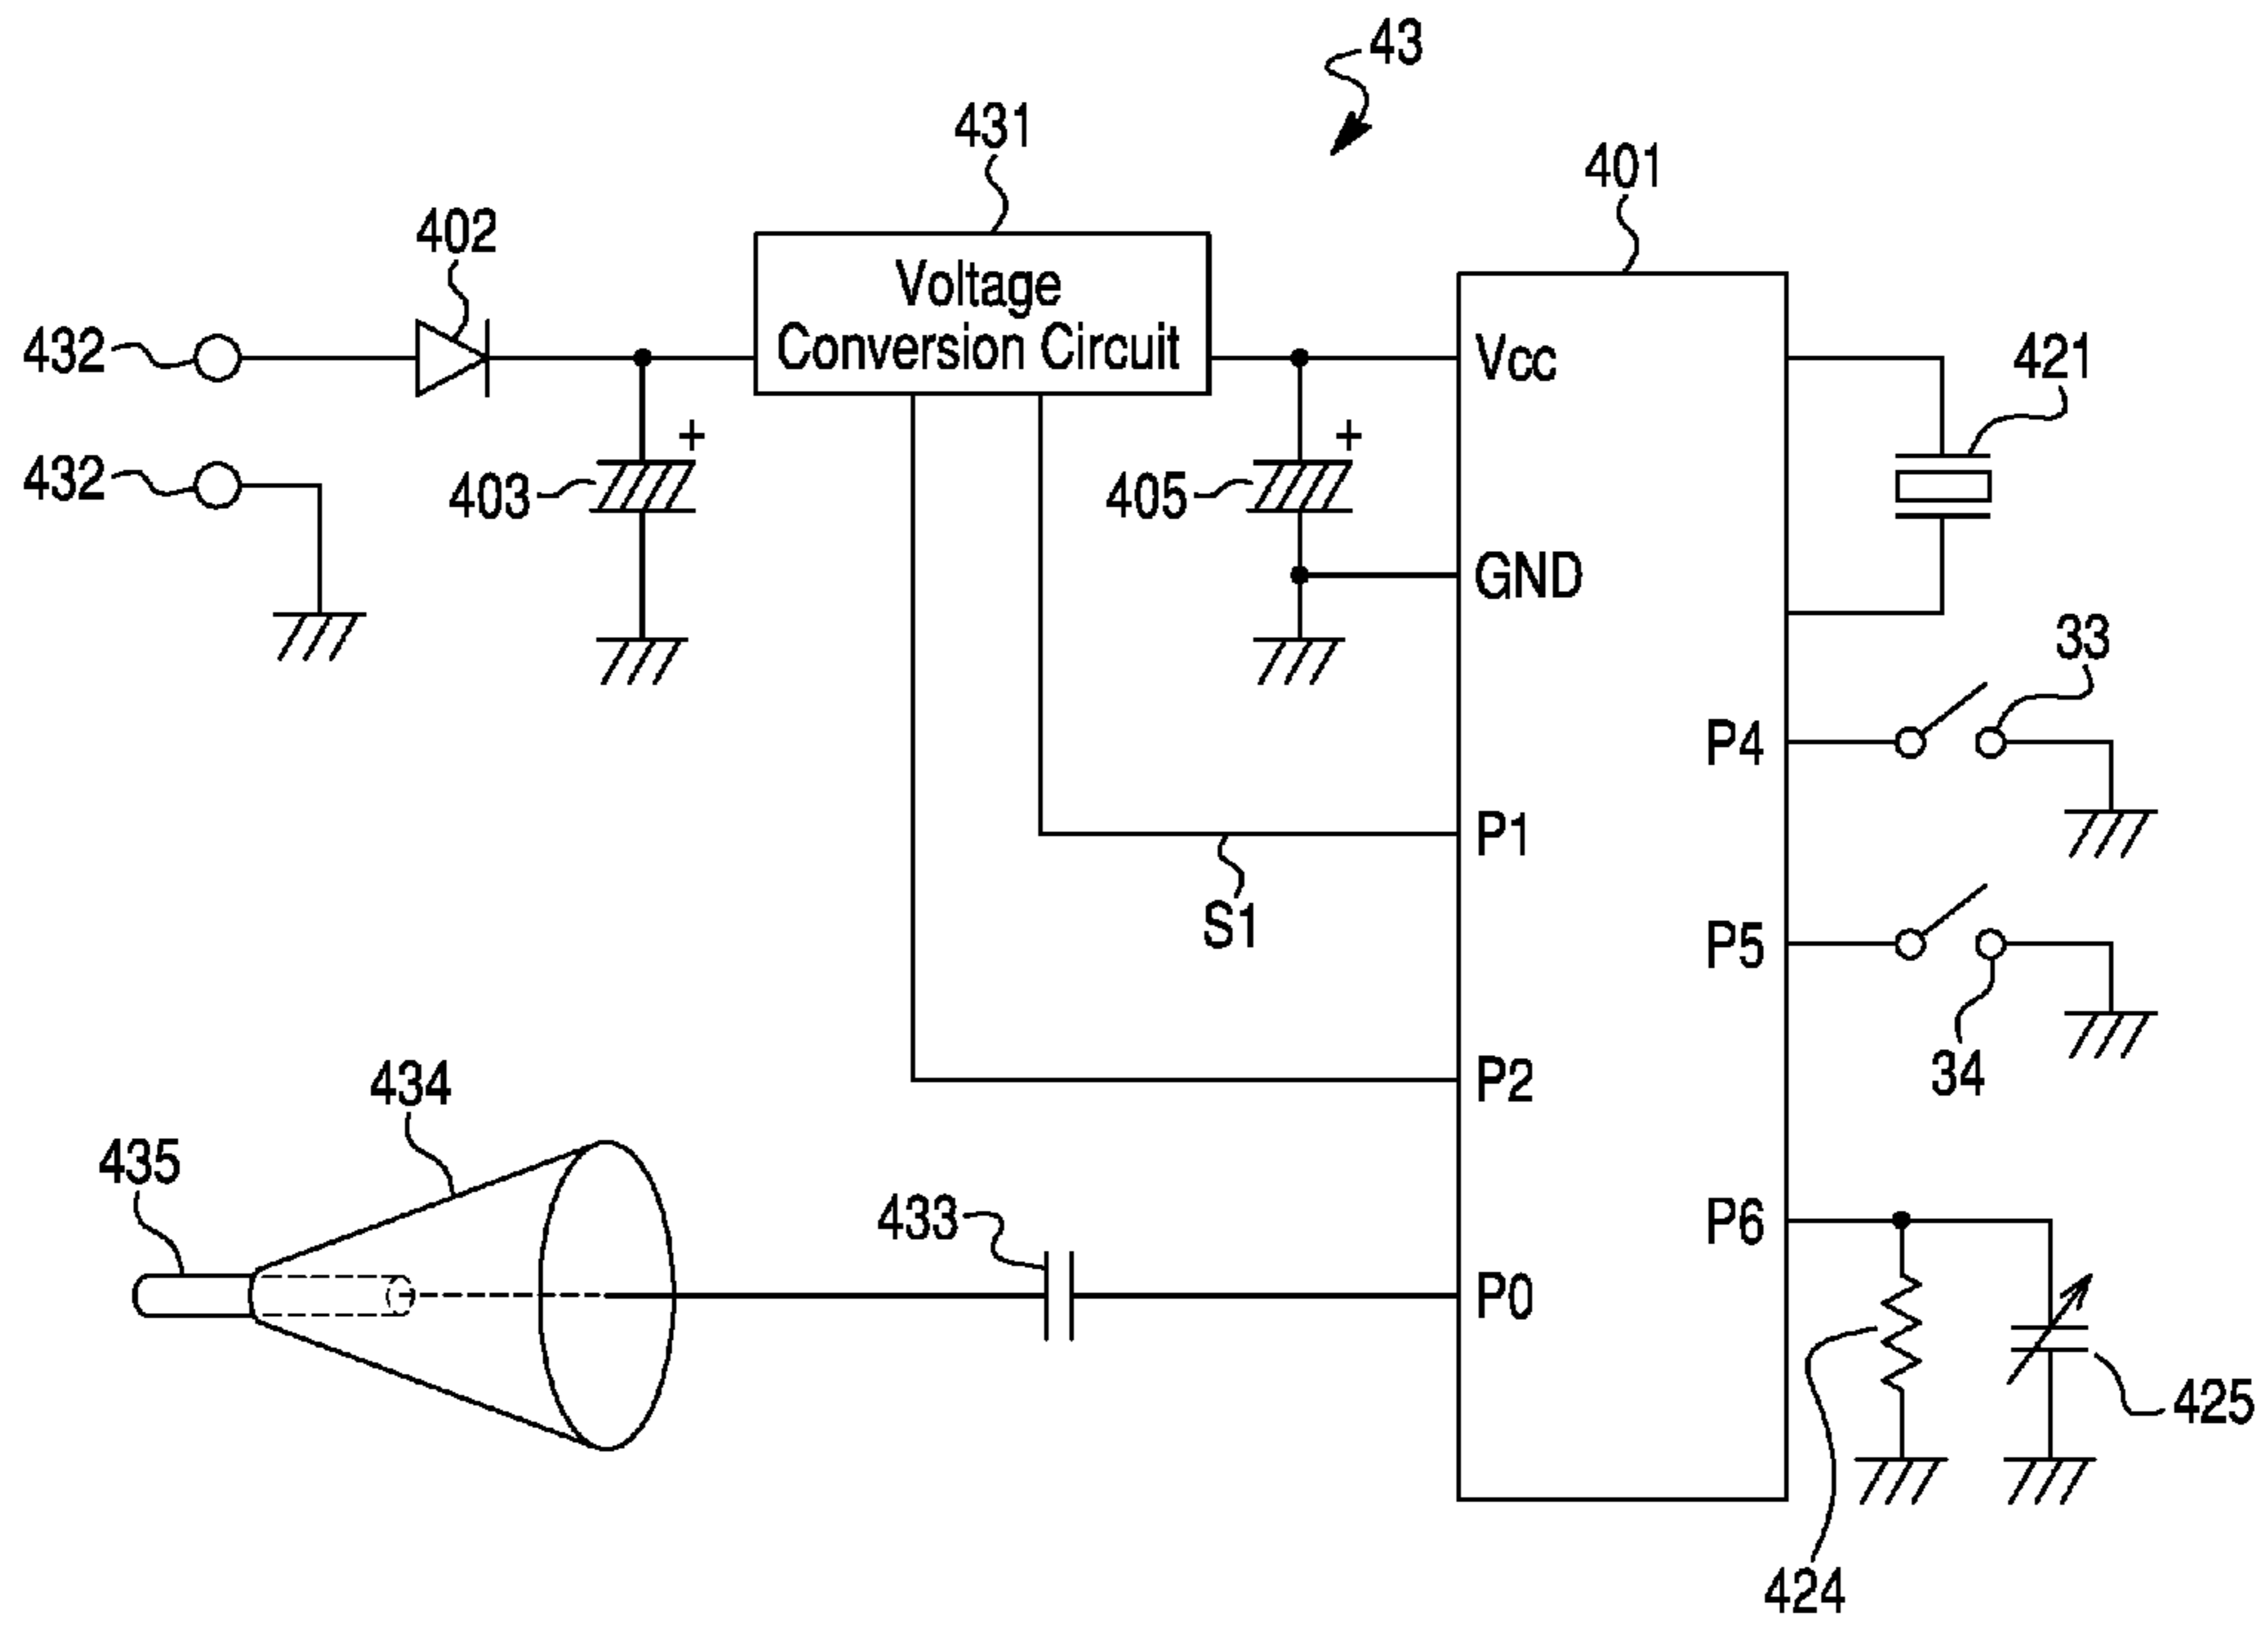 43
431
401
402
Voltage
Conversion Circuit
432
Vcc
421
+
+
432
403
405
GND
33
P4
P1
S1
P5
34
P2
434
435
433
P6
P0
425
424